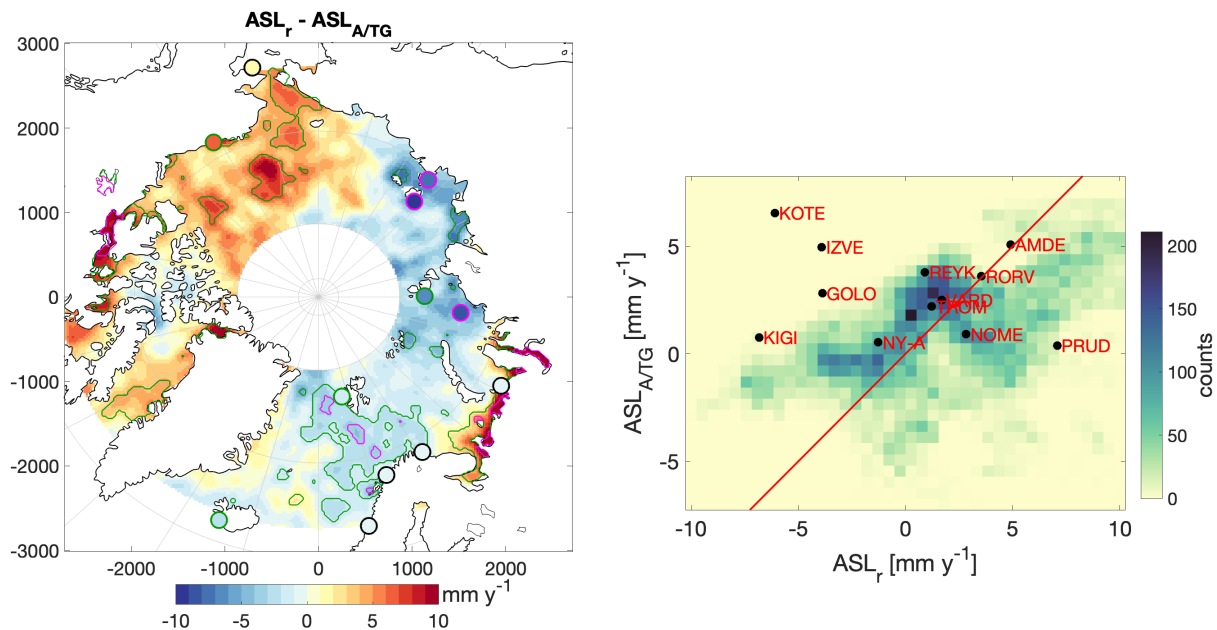 ASLr - ASLA/TG
3000
2000
1000
0
-1000
-2000
-3000
-2000 -1000 0 1000 2000
-10 -5 0 5 10
mm y-1
ASLA/TG [mm y-1]
5
0
-5
KOTE
IZVE
AMDE
REYK
RORV
GOLO
VARD
TROM
KIGI
NY-A
NOME
PRUD
-10 -5 0 5 10
ASLr [mm y-1]
200
150
100
50
0
counts